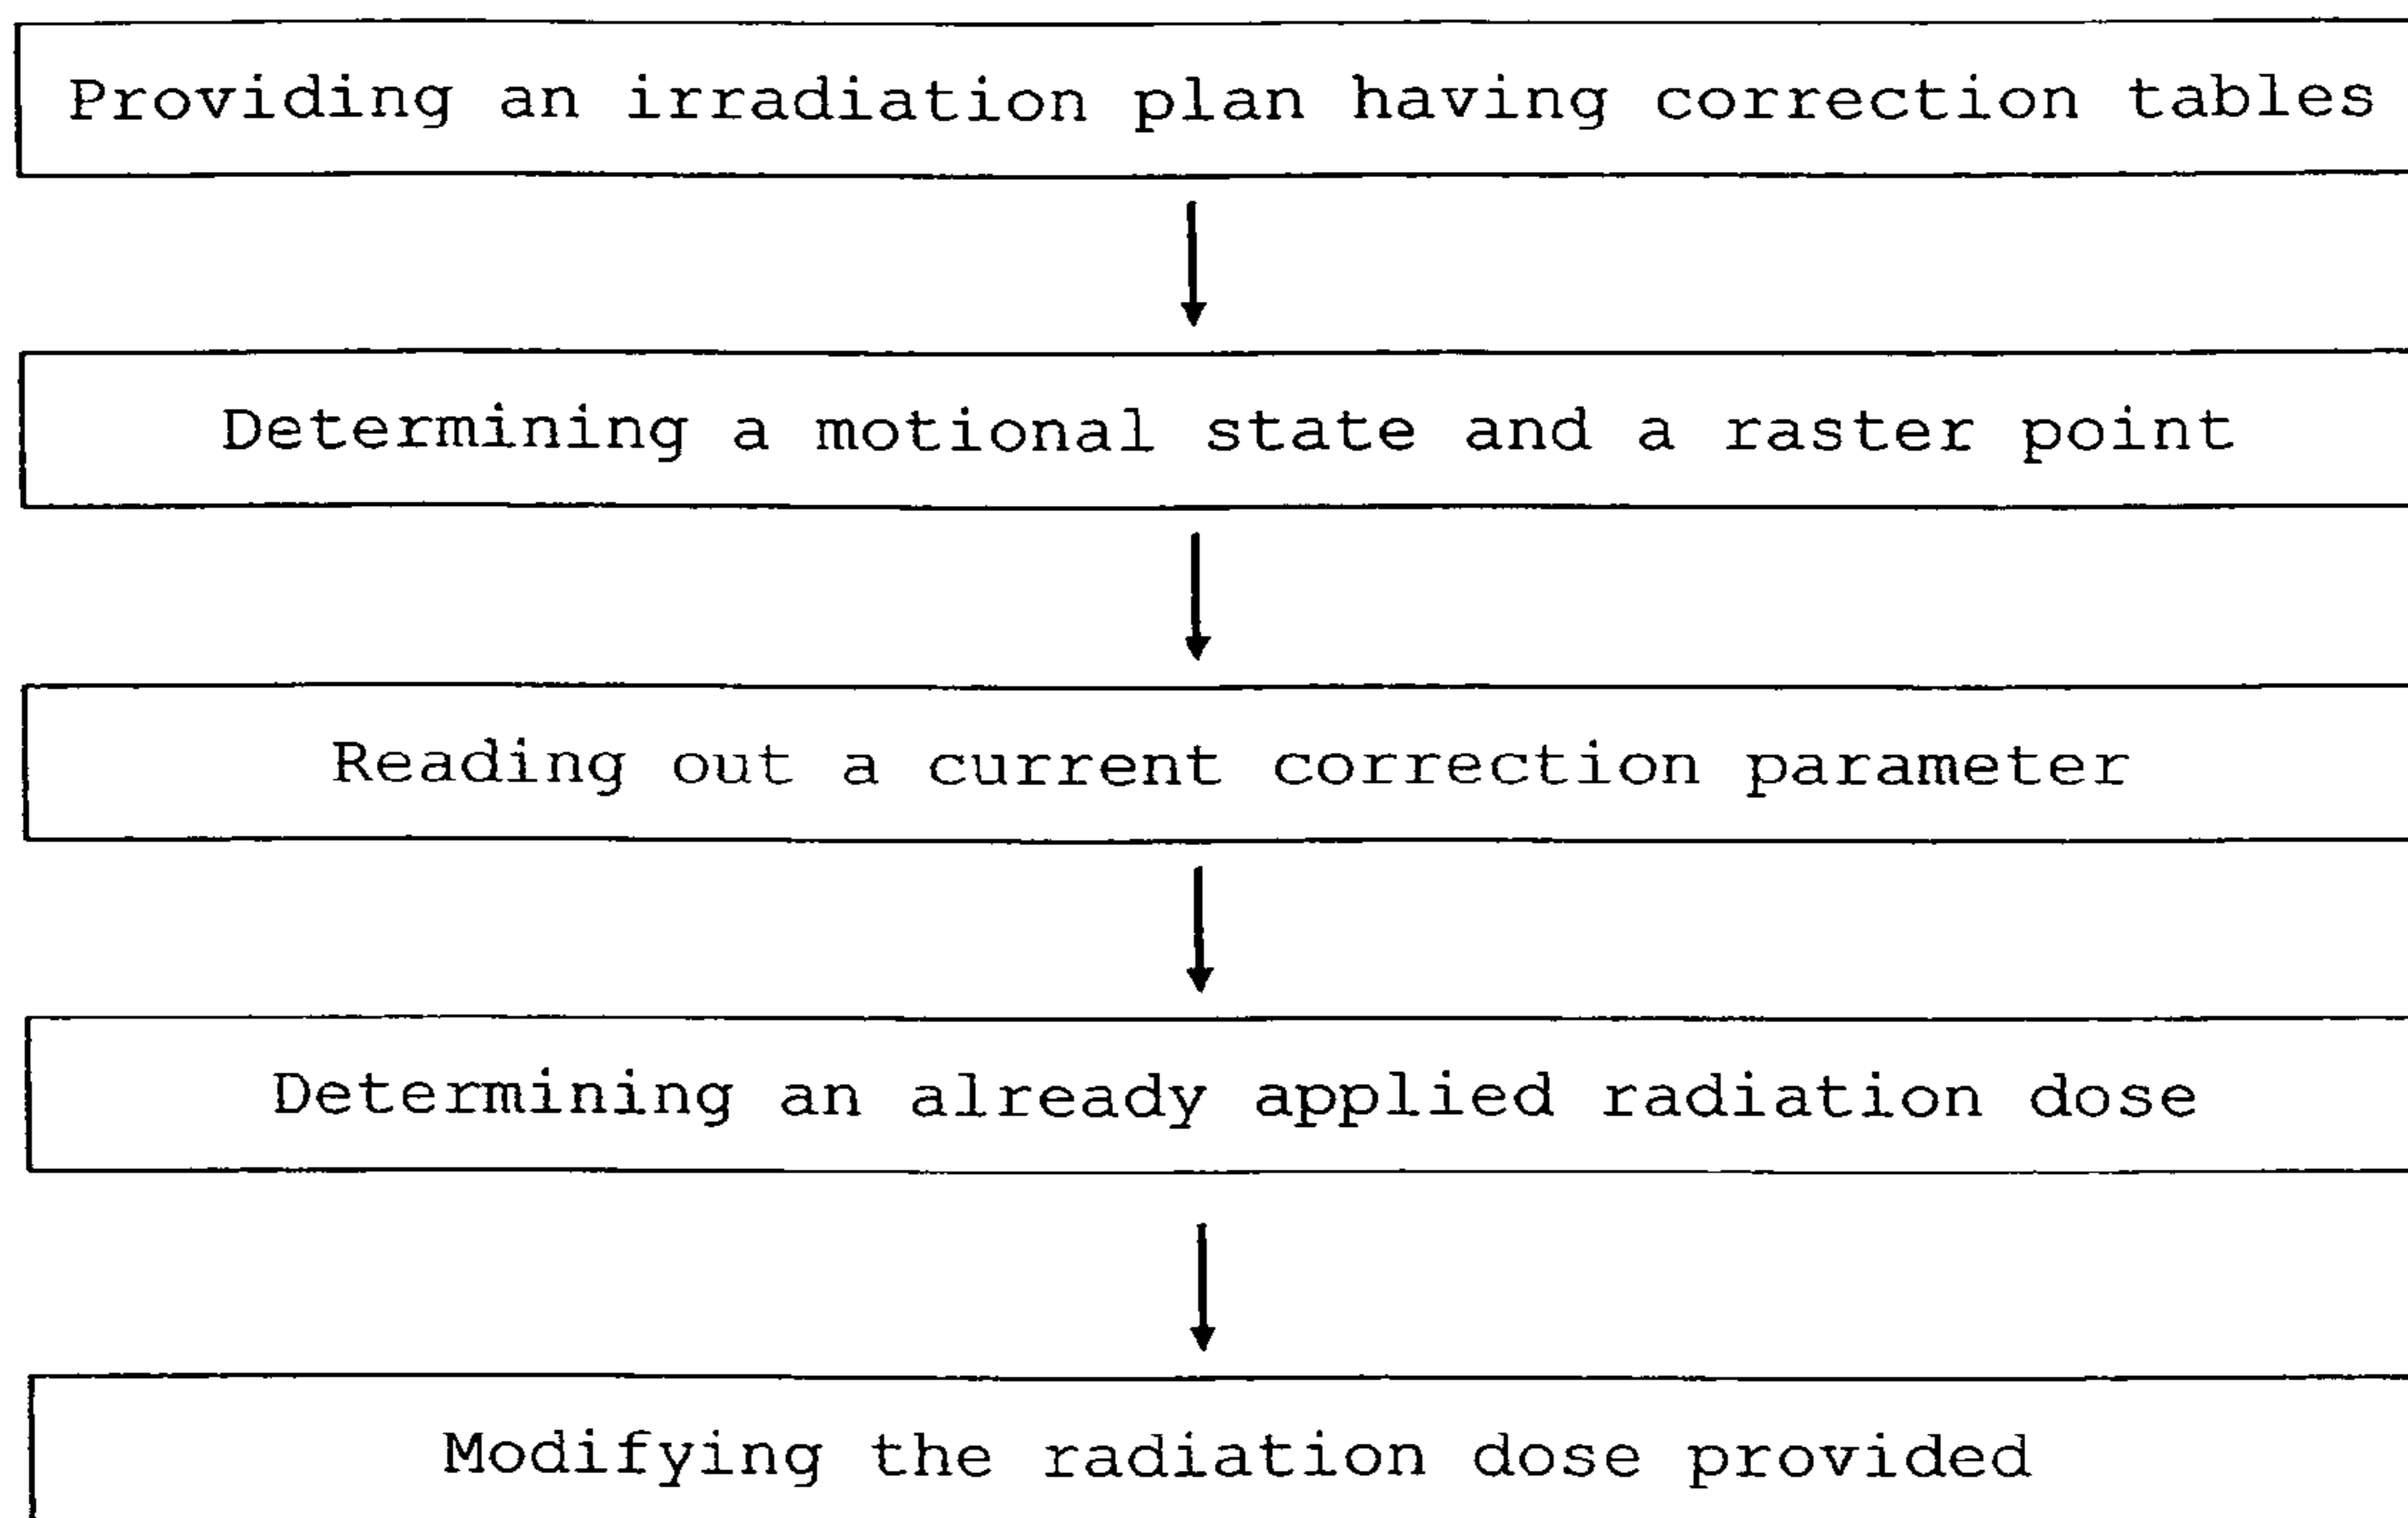 Providing an irradiation plan having correction tables
Determining a motional state and a raster point
Reading out a current correction parameter
Determining an already applied radiation dose
Modifying the radiation dose provided